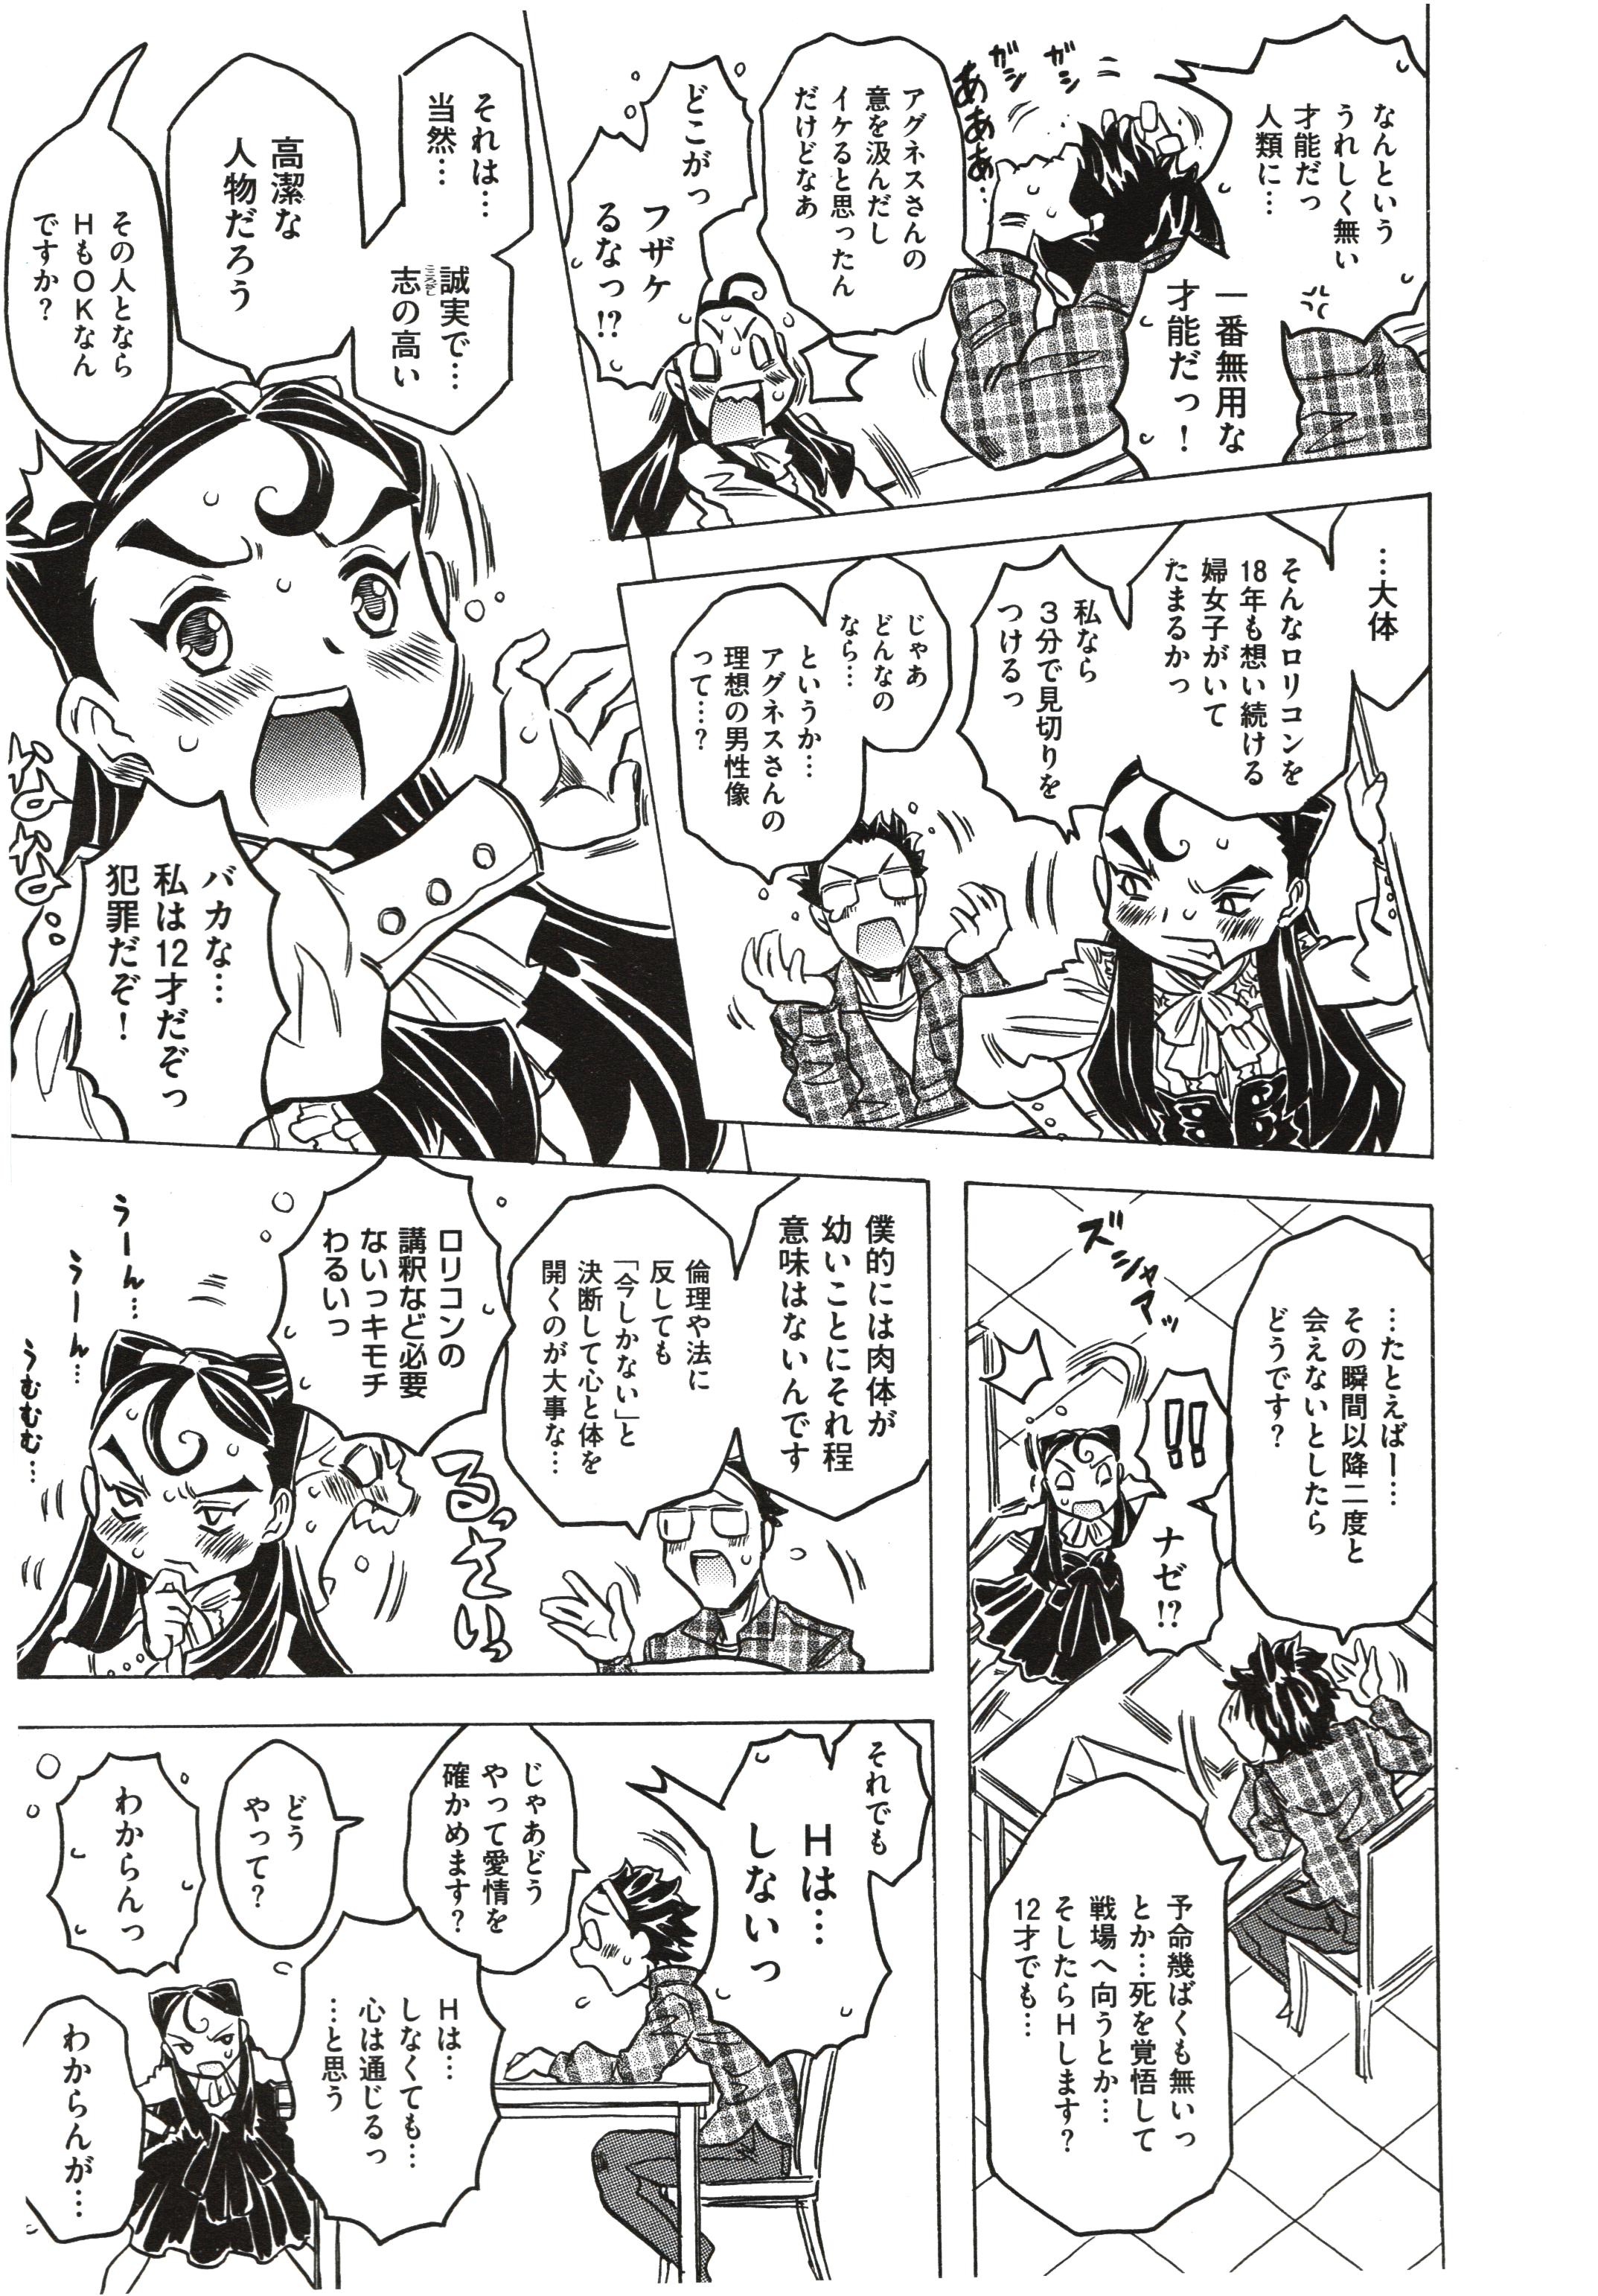 なんという
うれしく無い
才能だっ
人類に…
一番無用な
才能だっ!
ガシ
ガシ
あああ…
アグネスさんの
意を汲んだし
イケると思ったん
だけどなあ
どこがっ
フザケ
るなっ!?
…大体
そんなロリコンを
18年も想い続ける
婦女子がいて
たまるかっ
私なら
3分で見切りを
つけるっ
じゃあ
どんなの
なら…
というか…
アグネスさんの
理想の男性像
って…?
それは…
当然…
誠実で…
志の高い
こころざし
高潔な
人物だろう
その人となら
HもOKなん
ですか?
バカな…
私は12才だぞっ
犯罪だぞ!
…たとえばー…
その瞬間以降二度と
会えないとしたら
どうです?
ズシャアッ
!!
ナゼ!?
予命幾ばくも無いっ
とか…死を覚悟して
戦場へ向うとか…
そしたらHします?
12才でも…
僕的には肉体が
幼いことにそれ程
意味はないんです
倫理や法に
反しても
「今しかない」と
決断して心と体を
開くのが大事な…
ロリコンの
講釈など必要
ないっキモチ
わるいっ
るっさいっ
うーん…
うーん…
うむむむ…
それでも
Hは…
しないっ
じゃあどう
やって愛情を
確かめます?
Hは…
しなくても…
心は通じるっ
…と思う
どう
やって?
わからんっ
わからんが…